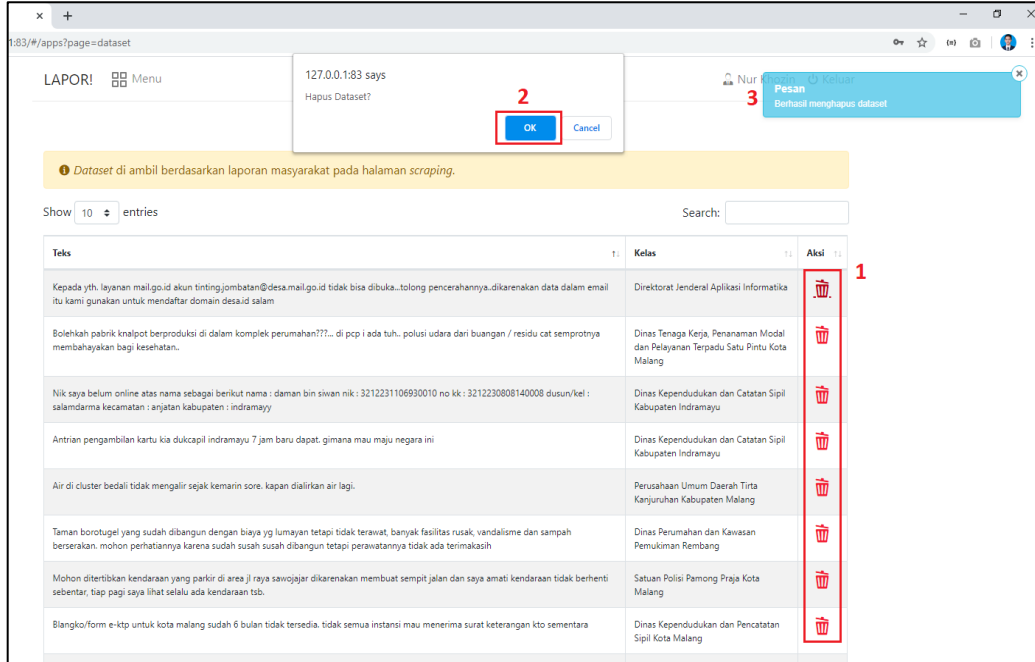 1:83/#/apps?page=dataset
LAPOR! Menu
127.0.0.1:83 says
Hapus Dataset?
2
OK Cancel
Nur Khozin Keluar
3
Pesan
Berhasil menghapus dataset
Dataset di ambil berdasarkan laporan masyarakat pada halaman scraping.
Show 10 entries
Search:
Teks Kelas Aksi
1
Kepada yth. layanan mail.go.id akun tinting.jombatan@desa.mail.go.id tidak bisa dibuka...tolong pencerahannya..dikarenakan data dalam email
itu kami gunakan untuk mendaftar domain desa.id salam
Direktorat Jenderal Aplikasi Informatika
Bolehkah pabrik knalpot berproduksi di dalam komplek perumahan???... di pcp i ada tuh.. polusi udara dari buangan / residu cat semprotnya
membahayakan bagi kesehatan..
Dinas Tenaga Kerja, Penanaman Modal
dan Pelayanan Terpadu Satu Pintu Kota
Malang
Nik saya belum online atas nama sebagai berikut nama : daman bin siwan nik : 3212231106930010 no kk : 3212230808140008 dusun/kel :
salamdarma kecamatan : anjatan kabupaten : indramayy
Dinas Kependudukan dan Catatan Sipil
Kabupaten Indramayu
Antrian pengambilan kartu kia dukcapil indramayu 7 jam baru dapat. gimana mau maju negara ini
Dinas Kependudukan dan Catatan Sipil
Kabupaten Indramayu
Air di cluster bedali tidak mengalir sejak kemarin sore. kapan dialirkan air lagi.
Perusahaan Umum Daerah Tirta
Kanjuruhan Kabupaten Malang
Taman borotugel yang sudah dibangun dengan biaya yg lumayan tetapi tidak terawat, banyak fasilitas rusak, vandalisme dan sampah
berserakan. mohon perhatiannya karena sudah susah susah dibangun tetapi perawatannya tidak ada terimakasih
Dinas Perumahan dan Kawasan
Pemukiman Rembang
Mohon ditertibkan kendaraan yang parkir di area jl raya sawojajar dikarenakan membuat sempit jalan dan saya amati kendaraan tidak berhenti
sebentar, tiap pagi saya lihat selalu ada kendaraan tsb.
Satuan Polisi Pamong Praja Kota
Malang
Blangko/form e-ktp untuk kota malang sudah 6 bulan tidak tersedia. tidak semua instansi mau menerima surat keterangan kto sementara
Dinas Kependudukan dan Pencatatan
Sipil Kota Malang